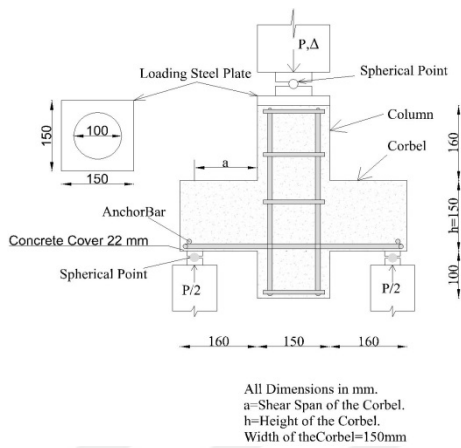 P,Δ
Spherical Point
Loading Steel Plate
Column
Corbel
150
100
150
a
160
h=150
100
AnchorBar
Concrete Cover 22 mm
Spherical Point
P/2
P/2
160
150
160
All Dimensions in mm.
a=Shear Span of the Corbel.
h=Height of the Corbel.
Width of theCorbel=150mm